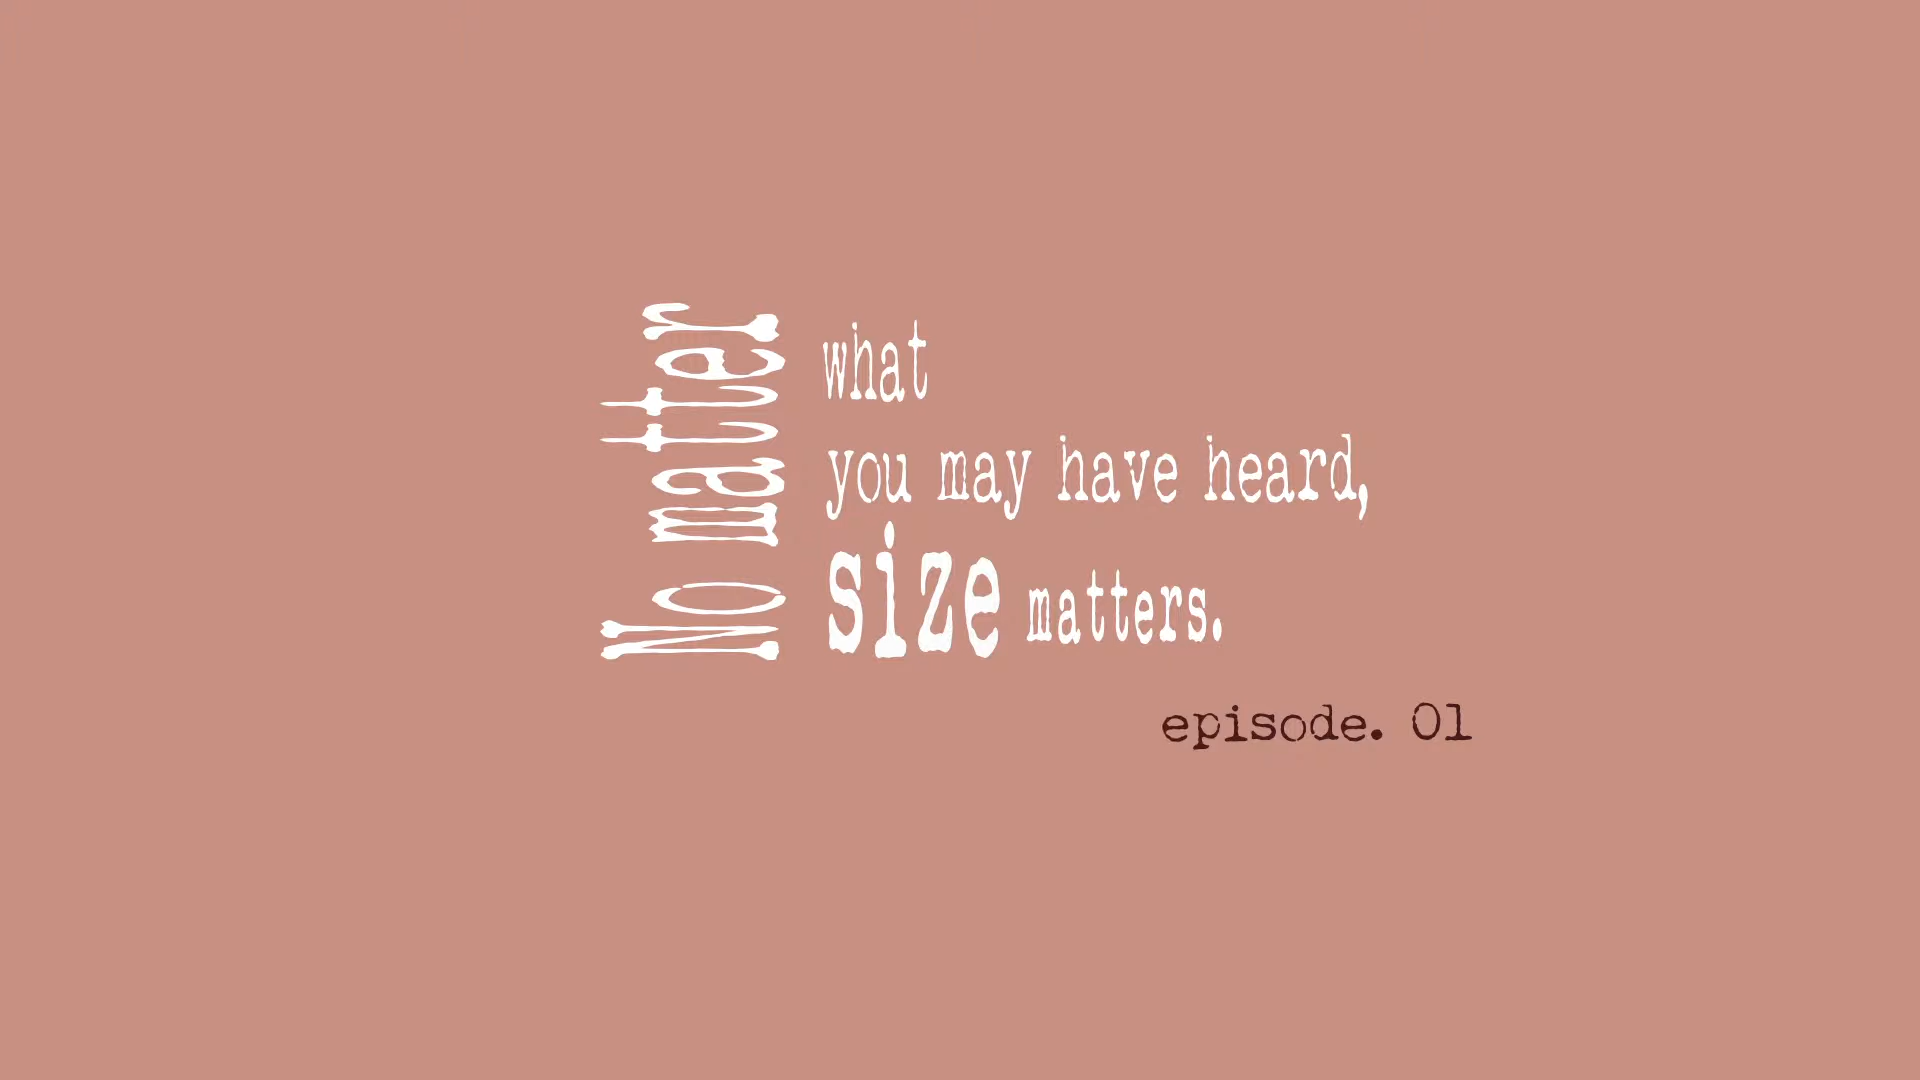 No matter
what
you may have heard,
size matters.
episode. 01